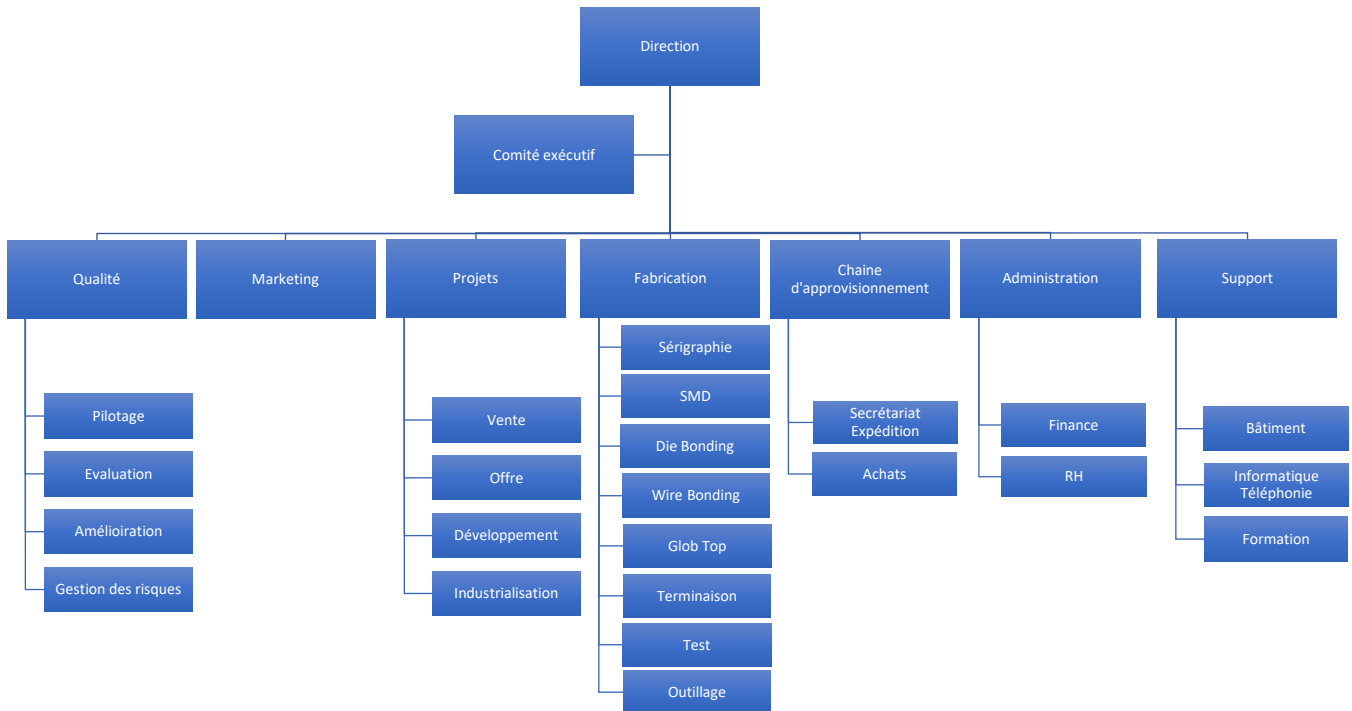 Direction
Comité exécutif
Qualité
Marketing
Projets
Fabrication
Chaine
d'approvisionnement
Administration
Support
Pilotage
Evaluation
Amélioiration
Gestion des risques
Vente
Offre
Développement
Industrialisation
Sérigraphie
SMD
Die Bonding
Wire Bonding
Glob Top
Terminaison
Test
Outillage
Secrétariat
Expédition
Achats
Finance
RH
Bâtiment
Informatique
Téléphonie
Formation